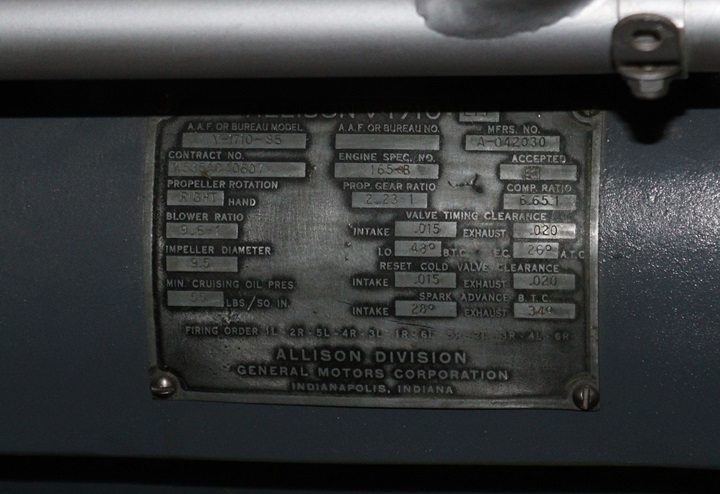 ALLISON V-1710
A.A.F. OR BUREAU MODEL A.A.F. OR BUREAU NO. MFRS. NO.
V-1710-35 A-042030
CONTRACT NO. ENGINE SPEC. NO. ACCEPTED
165-B
PROPELLER ROTATION PROP. GEAR RATIO COMP. RATIO
RIGHT HAND 2.23 1 6.65 1
BLOWER RATIO VALVE TIMING CLEARANCE
INTAKE .015 EXHAUST .020
IMPELLER DIAMETER I.O. 48° B.T.C. E.C. 26° A.T.C.
9.5 RESET COLD VALVE CLEARANCE
MIN. CRUISING OIL PRES. INTAKE .015 EXHAUST .020
LBS/SQ. IN. SPARK ADVANCE B.T.C.
INTAKE 28° EXHAUST 34°
FIRING ORDER 1L-2R-5L-4R-3L-1R-6L
ALLISON DIVISION
GENERAL MOTORS CORPORATION
INDIANAPOLIS, INDIANA